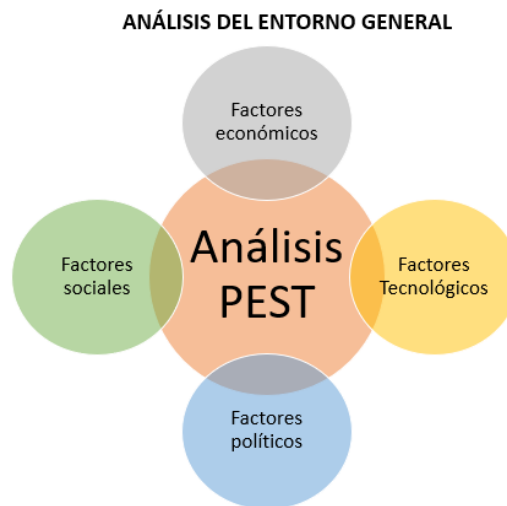 ANÁLISIS DEL ENTORNO GENERAL
Factores
económicos
Factores
sociales
Análisis
PEST
Factores
Tecnológicos
Factores
políticos